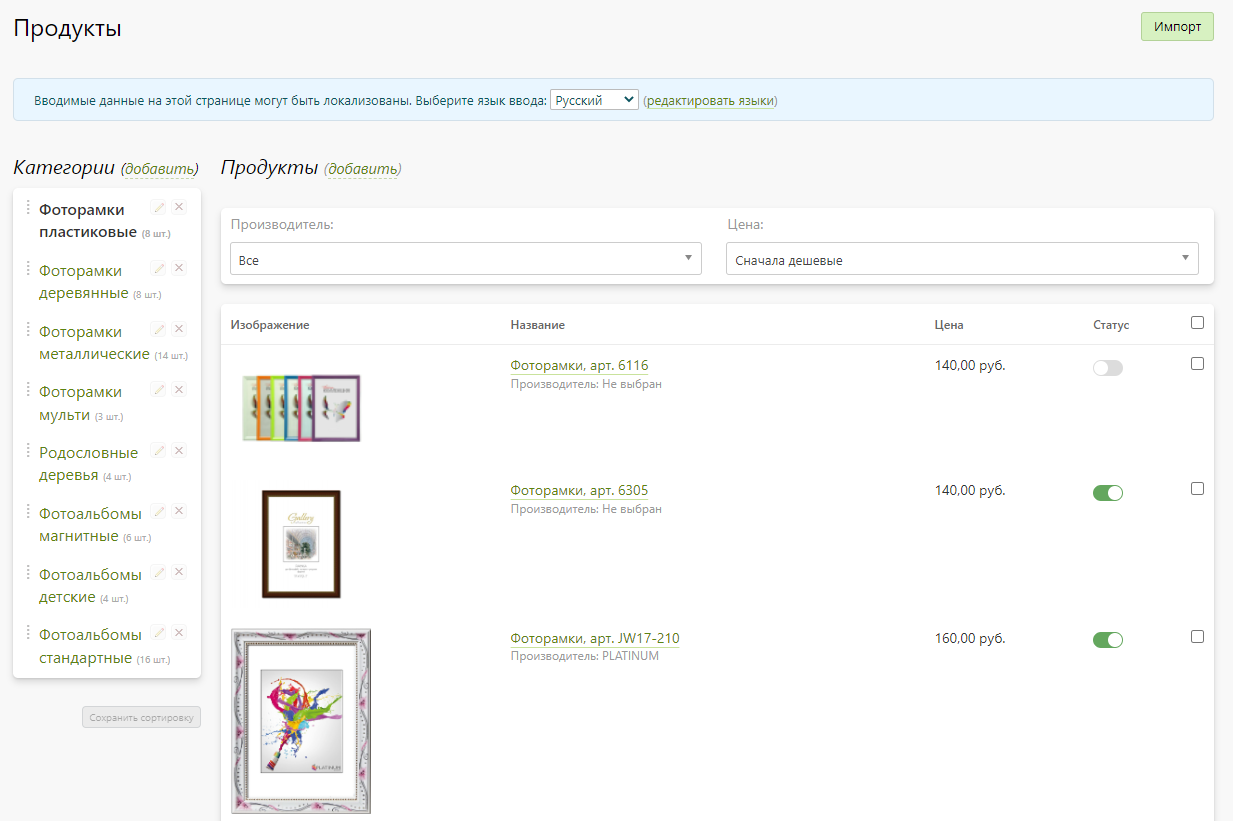 Продукты
Импорт
Вводимые данные на этой странице могут быть локализованы. Выберите язык ввода: Русский (редактировать языки)
Категории (добавить)
Фоторамки
пластиковые (8 шт.)
Фоторамки
деревянные (8 шт.)
Фоторамки
металлические (14 шт.)
Фоторамки
мульти (3 шт.)
Родословные
деревья (4 шт.)
Фотоальбомы
магнитные (6 шт.)
Фотоальбомы
детские (4 шт.)
Фотоальбомы
стандартные (16 шт.)
Сохранить сортировку
Продукты (добавить)
Производитель:
Все
Цена:
Сначала дешевые
Изображение Название Цена Статус
Фоторамки, арт. 6116 140,00 руб.
Производитель: Не выбран
Фоторамки, арт. 6305 140,00 руб.
Производитель: Не выбран
Gallery
Фоторамки, арт. JW17-210 160,00 руб.
Производитель: PLATINUM
PLATINUM